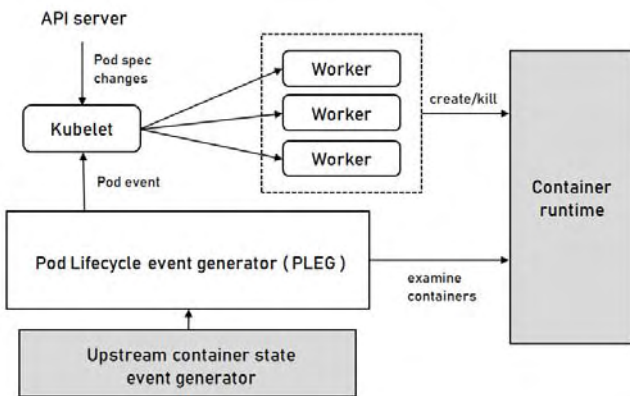 API server
Pod spec
changes
Kubelet
Worker
Worker
Worker
create/kill
Container
runtime
Pod event
Pod Lifecycle event generator ( PLEG )
examine
containers
Upstream container state
event generator